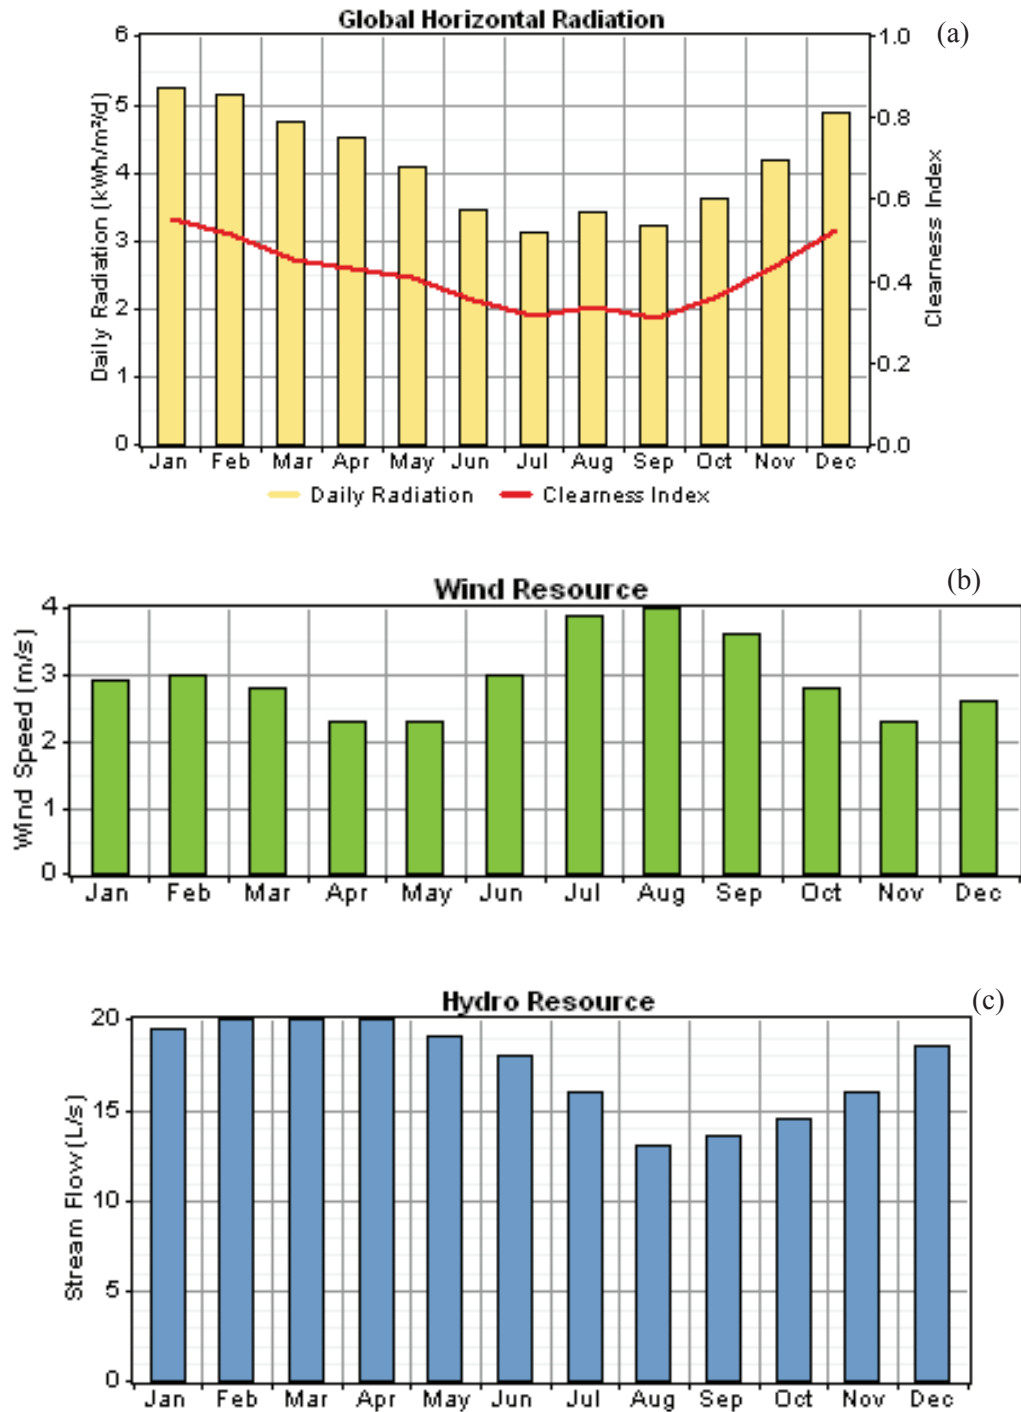 Global Horizontal Radiation
(a)
6
5
4
3
2
1
0
Daily Radiation (kWh/m²/d)
1.0
0.8
0.6
0.4
0.2
0.0
Clearness Index
Jan Feb Mar Apr May Jun Jul Aug Sep Oct Nov Dec
Daily Radiation Clearness Index
Wind Resource
(b)
4
3
2
1
0
Wind Speed (m/s)
Jan Feb Mar Apr May Jun Jul Aug Sep Oct Nov Dec
Hydro Resource
(c)
20
15
10
5
0
Stream Flow (L/s)
Jan Feb Mar Apr May Jun Jul Aug Sep Oct Nov Dec